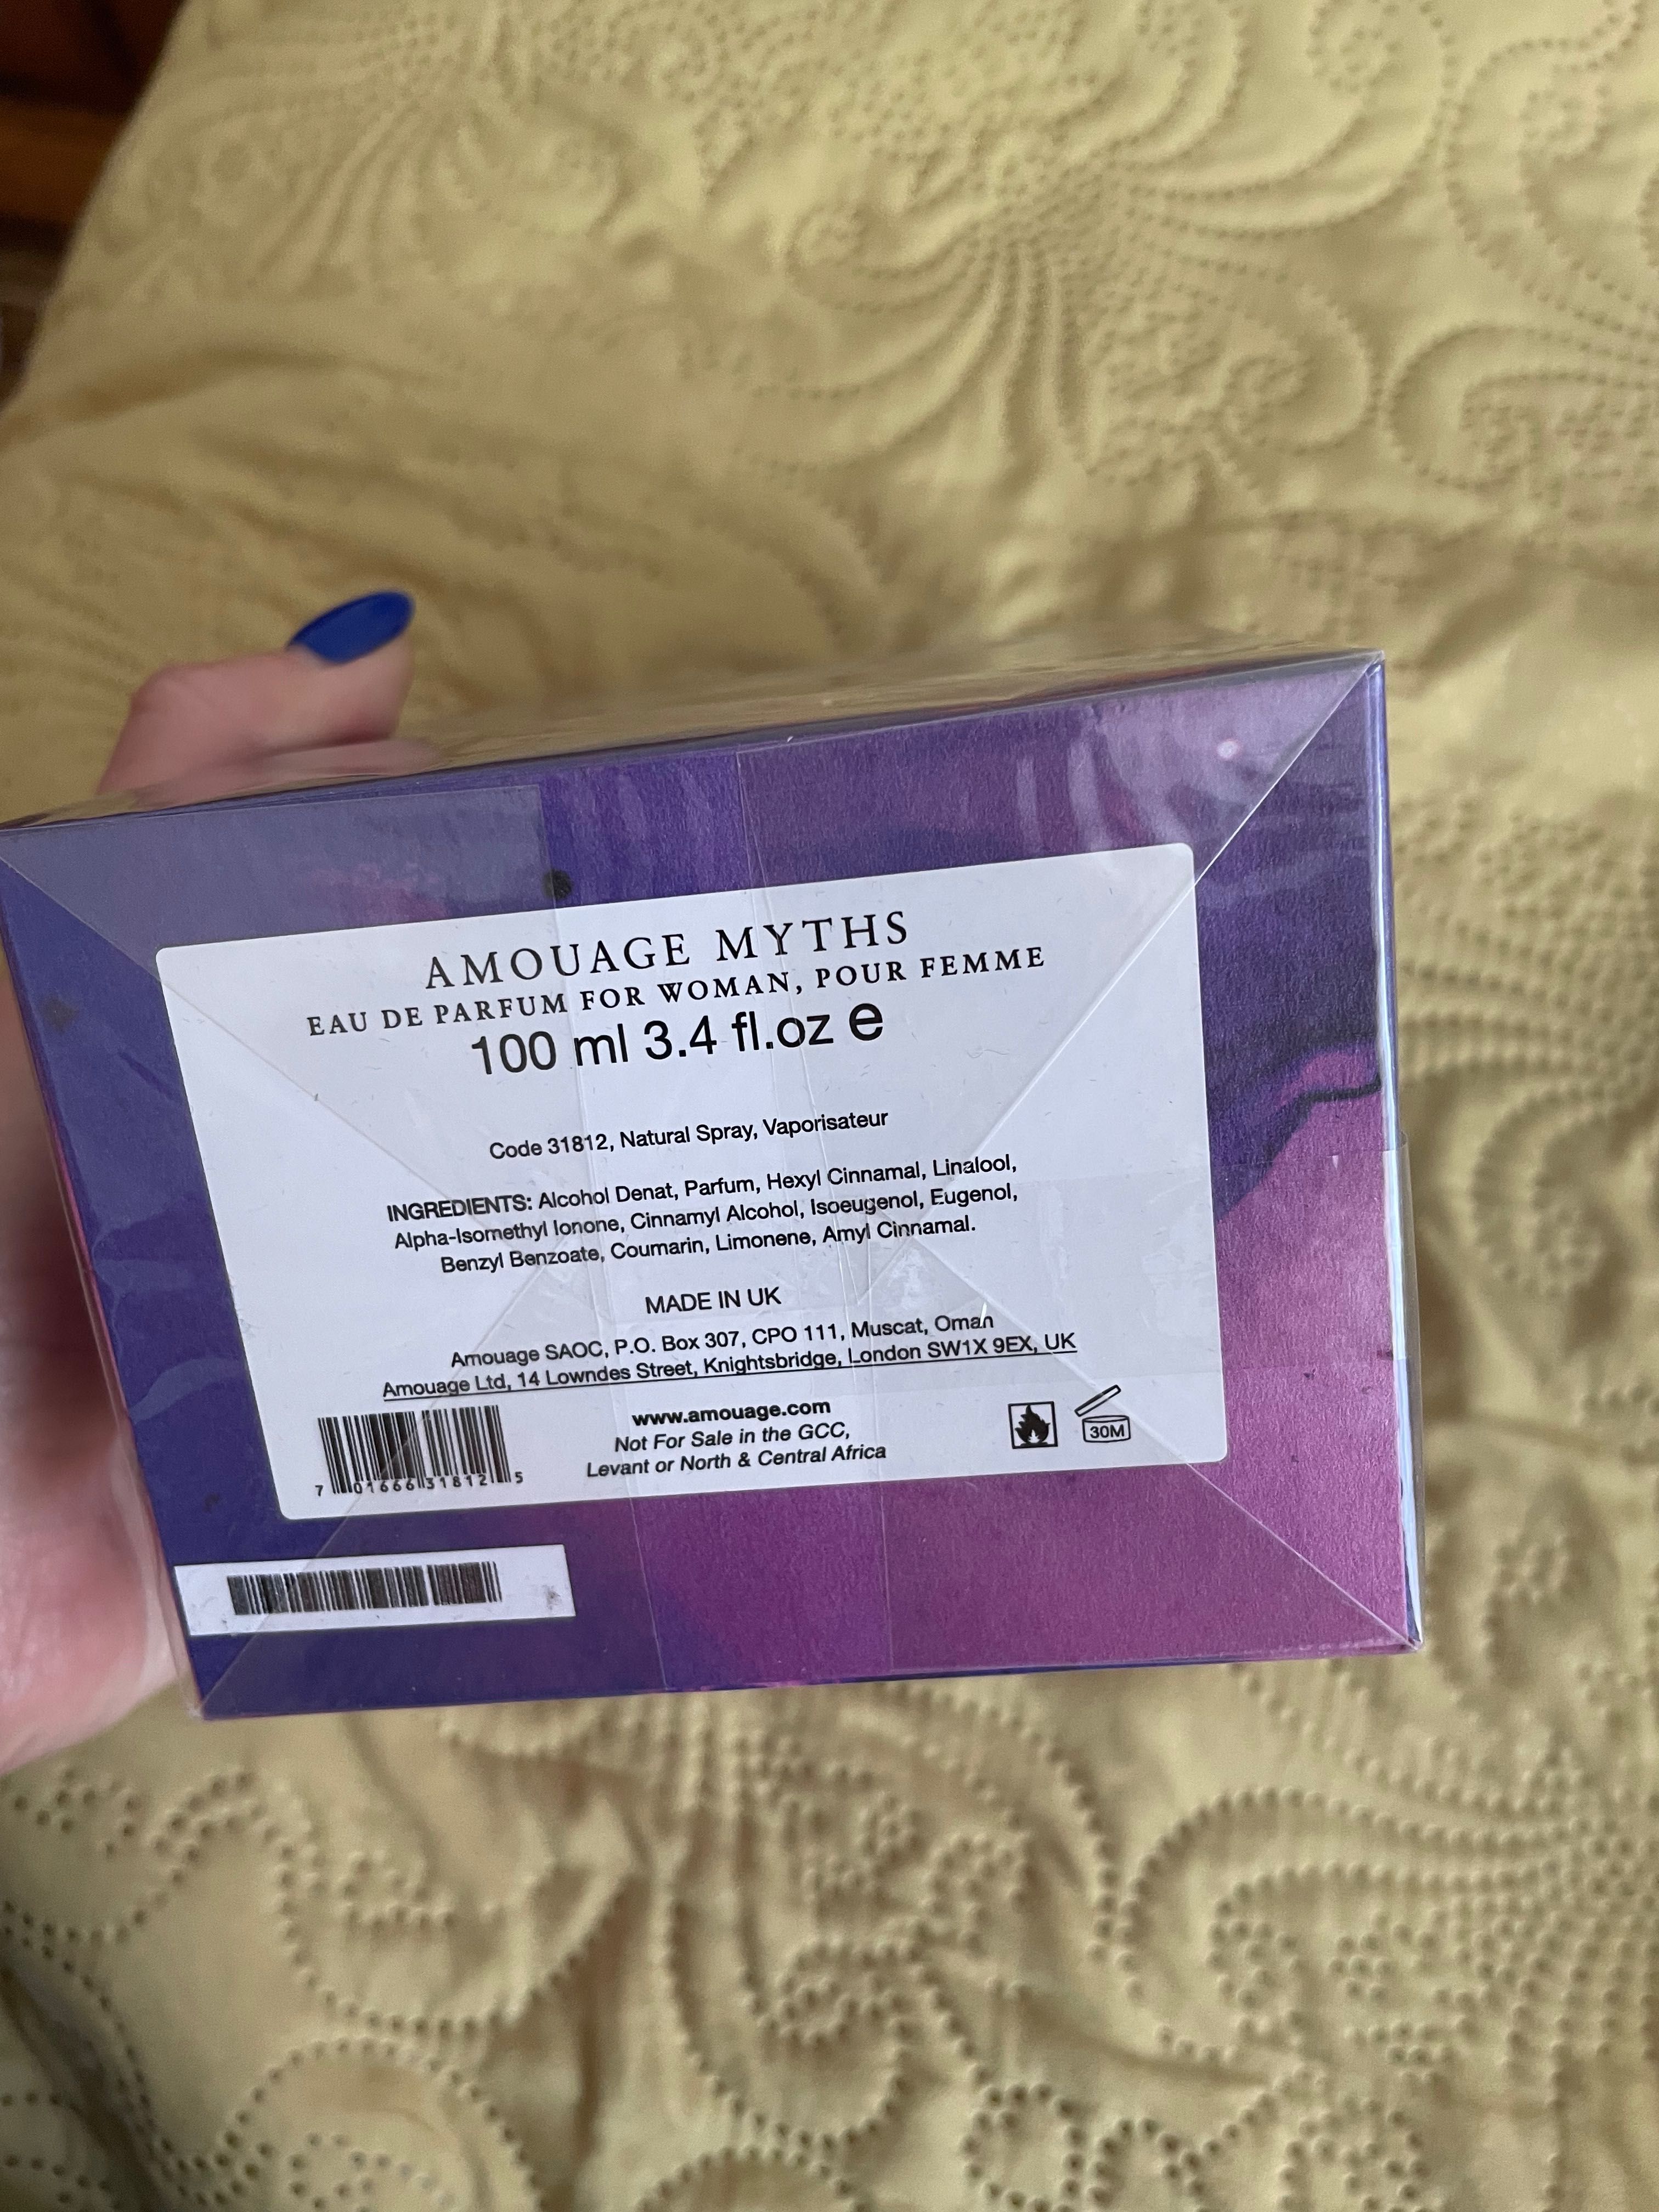 AMOUAGE MYTHS
EAU DE PARFUM FOR WOMAN, POUR FEMME
100 ml 3.4 fl.oz e
Code 31812, Natural Spray, Vaporisateur
INGREDIENTS: Alcohol Denat, Parfum, Hexyl Cinnamal, Linalool,
Alpha-Isomethyl Ionone, Cinnamyl Alcohol, Isoeugenol, Eugenol,
Benzyl Benzoate, Coumarin, Limonene, Amyl Cinnamal.
MADE IN UK
Amouage SAOC, P.O. Box 307, CPO 111, Muscat, Oman
Amouage Ltd, 14 Lowndes Street, Knightsbridge, London SW1X 9EX, UK
www.amouage.com
Not For Sale in the GCC,
Levant or North & Central Africa
30M
7 01666 31812 5